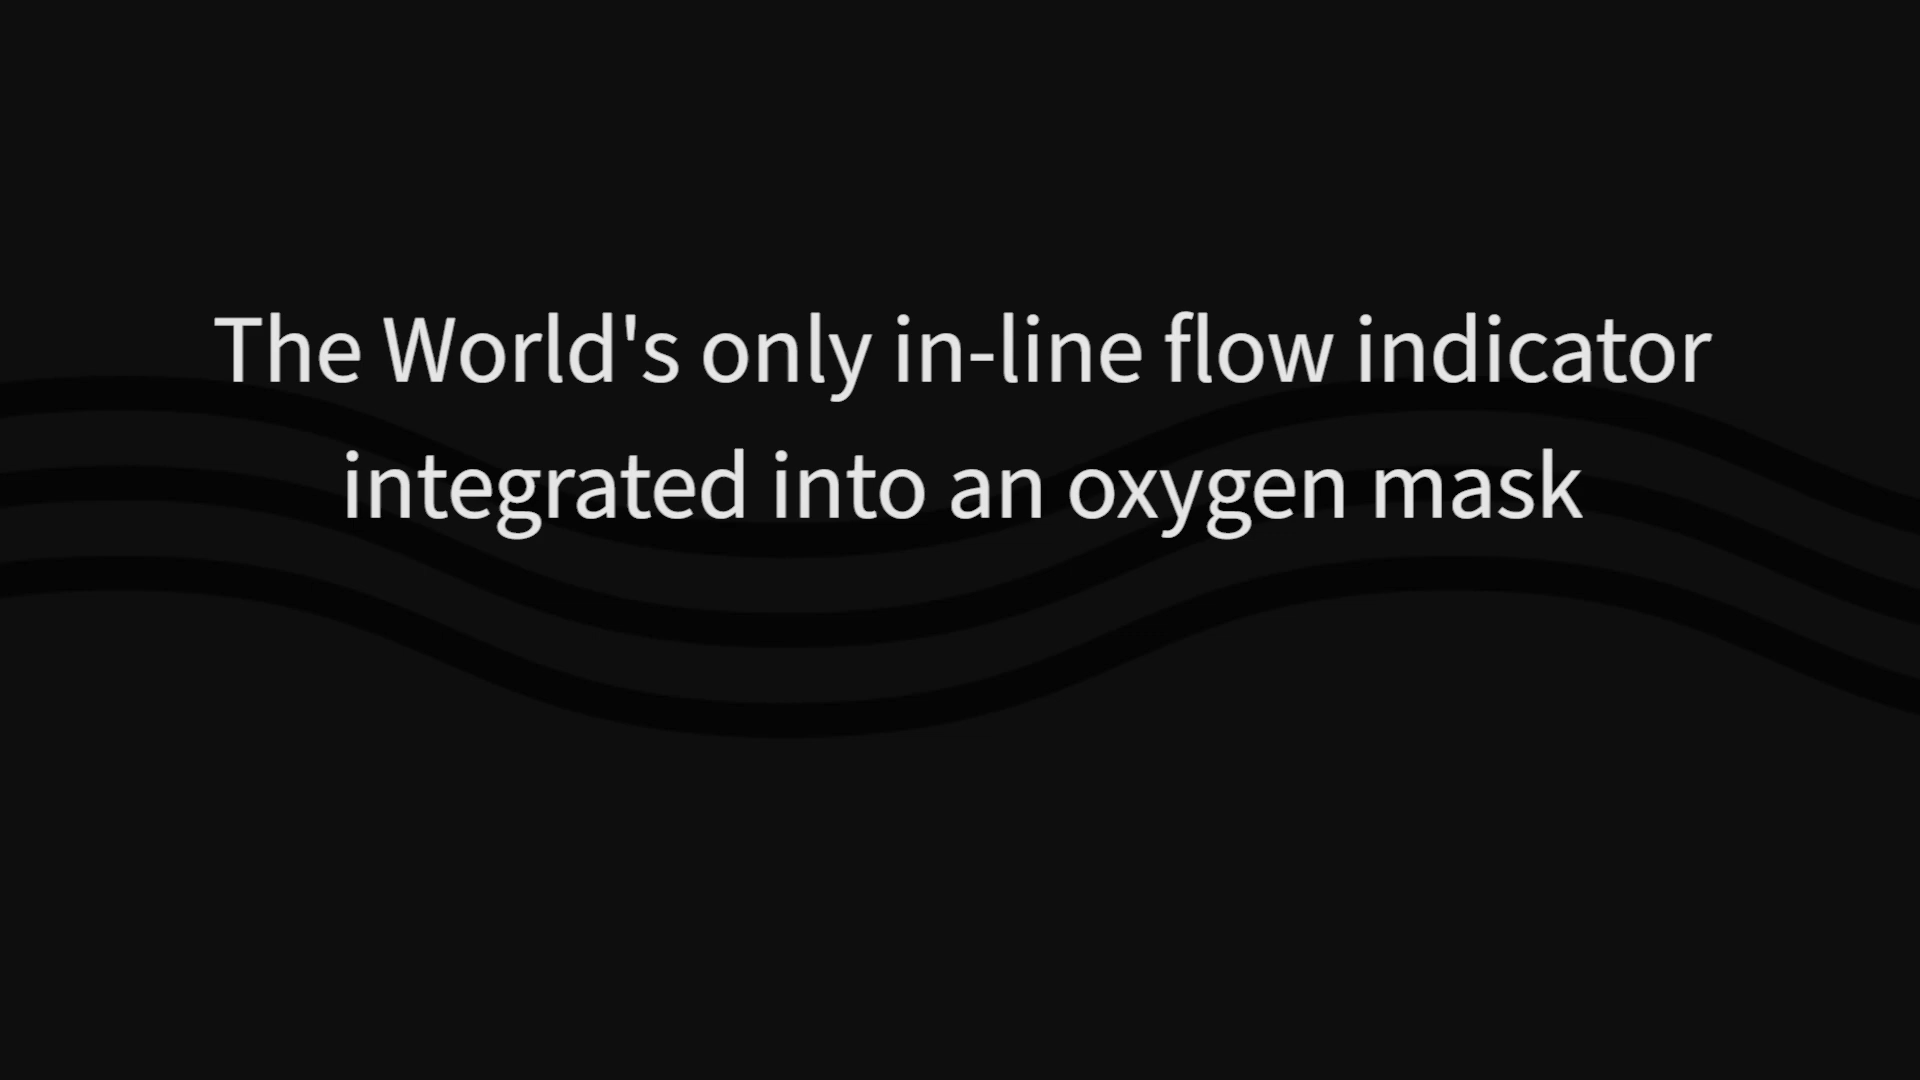 The World's only in-line flow indicator
integrated into an oxygen mask